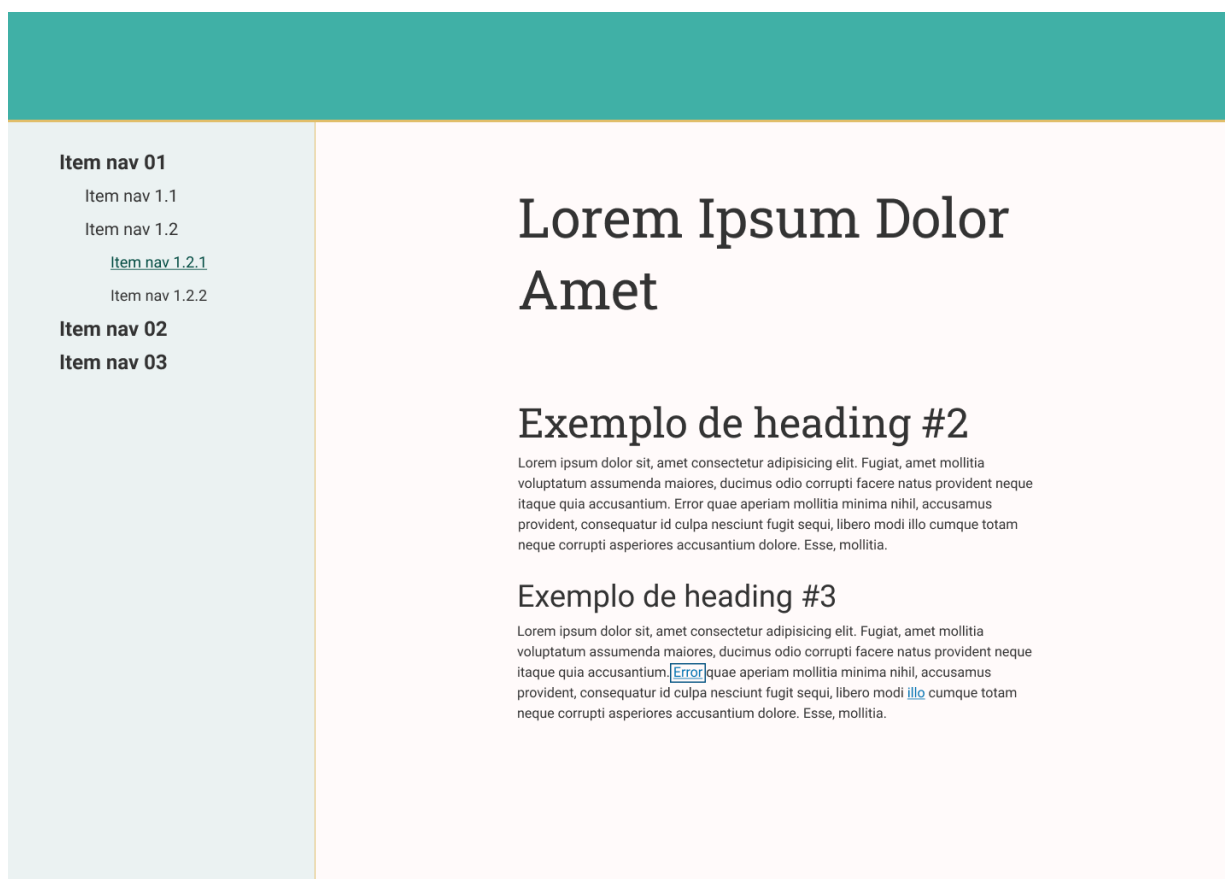 Item nav 01
Item nav 1.1
Item nav 1.2
Item nav 1.2.1
Item nav 1.2.2
Item nav 02
Item nav 03
Lorem Ipsum Dolor
Amet
Exemplo de heading #2
Lorem ipsum dolor sit, amet consectetur adipisicing elit. Fugiat, amet mollitia
voluptatum assumenda maiores, ducimus odio corrupti facere natus provident neque
itaque quia accusantium. Error quae aperiam mollitia minima nihil, accusamus
provident, consequatur id culpa nesciunt fugit sequi, libero modi illo cumque totam
neque corrupti asperiores accusantium dolore. Esse, mollitia.
Exemplo de heading #3
Lorem ipsum dolor sit, amet consectetur adipisicing elit. Fugiat, amet mollitia
voluptatum assumenda maiores, ducimus odio corrupti facere natus provident neque
itaque quia accusantium. Error quae aperiam mollitia minima nihil, accusamus
provident, consequatur id culpa nesciunt fugit sequi, libero modi illo cumque totam
neque corrupti asperiores accusantium dolore. Esse, mollitia.